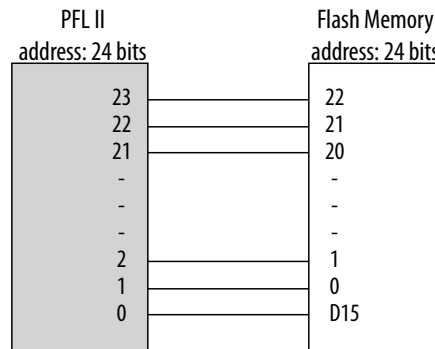 PFL II Flash Memory
address: 24 bits address: 24 bits
23 22
22 21
21 20
- -
- -
- -
2 1
1 0
0 D15